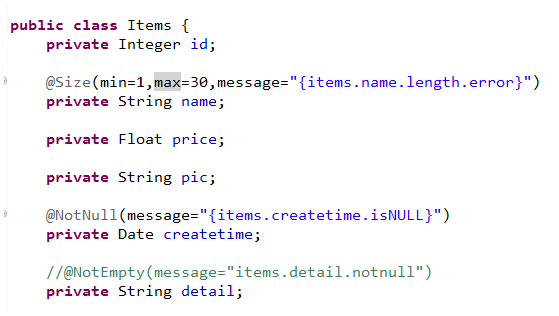 public class Items {
    private Integer id;
    @Size(min=1,max=30,message="{items.name.length.error}")
    private String name;
    private Float price;
    private String pic;
    @NotNull(message="{items.createtime.isNULL}")
    private Date createtime;
    //@NotEmpty(message="items.detail.notnull")
    private String detail;